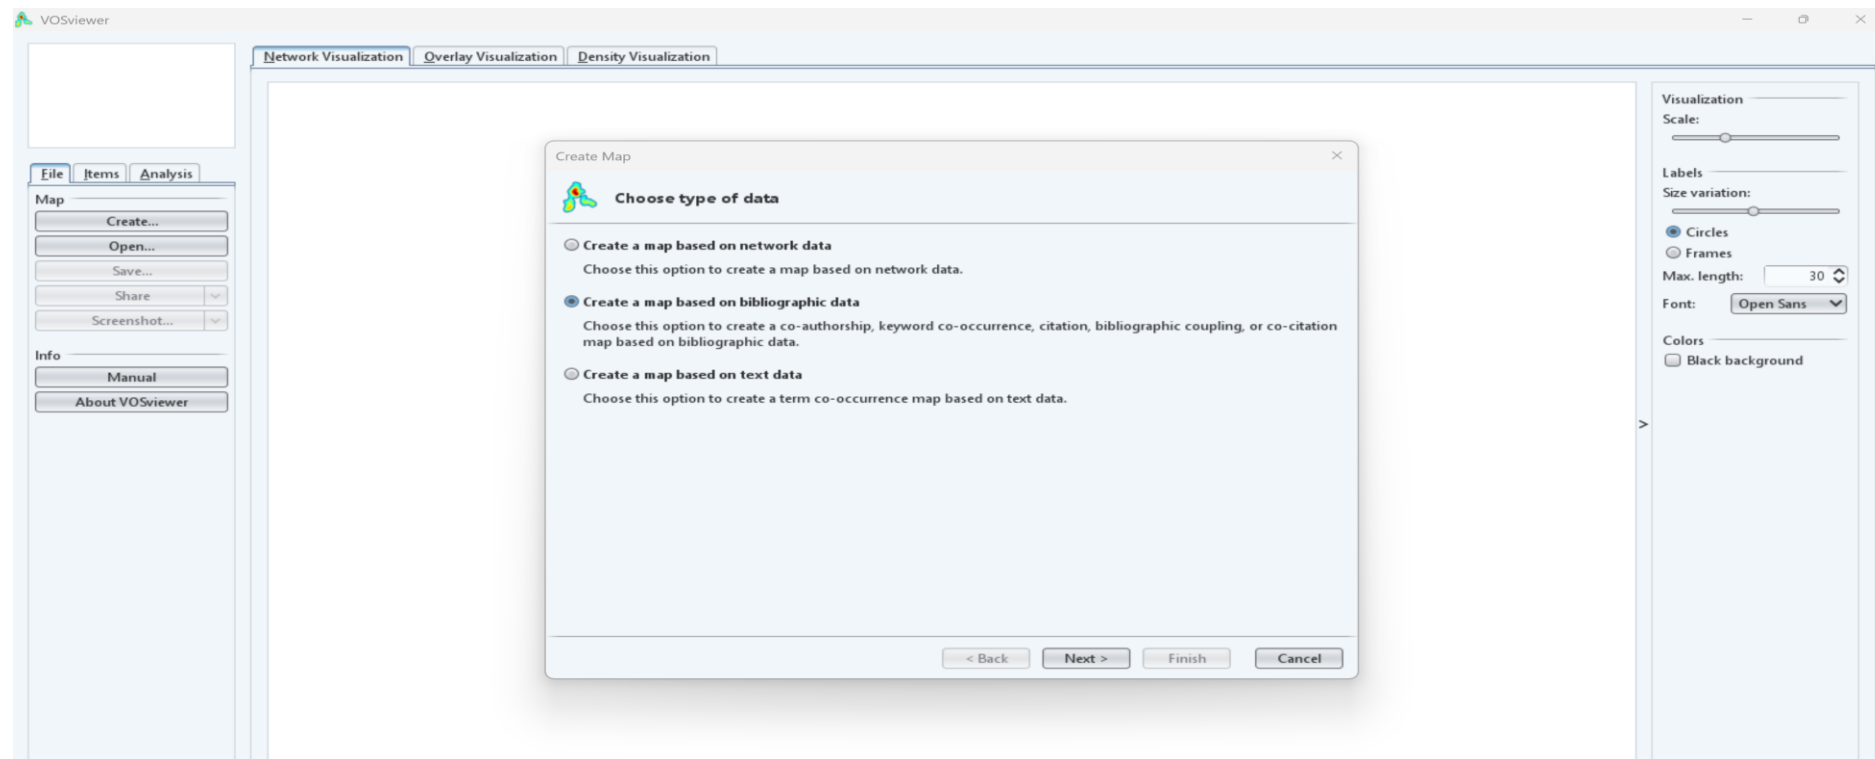 VOSviewer
Network Visualization
Overlay Visualization
Density Visualization
File
Items
Analysis
Map
Create...
Open...
Save...
Share
Screenshot...
Info
Manual
About VOSviewer
Create Map
Choose type of data
Create a map based on network data
Choose this option to create a map based on network data.
Create a map based on bibliographic data
Choose this option to create a co-authorship, keyword co-occurrence, citation, bibliographic coupling, or co-citation
map based on bibliographic data.
Create a map based on text data
Choose this option to create a term co-occurrence map based on text data.
< Back
Next >
Finish
Cancel
>
Visualization
Scale:
Labels
Size variation:
Circles
Frames
Max. length: 30
Font: Open Sans
Colors
Black background